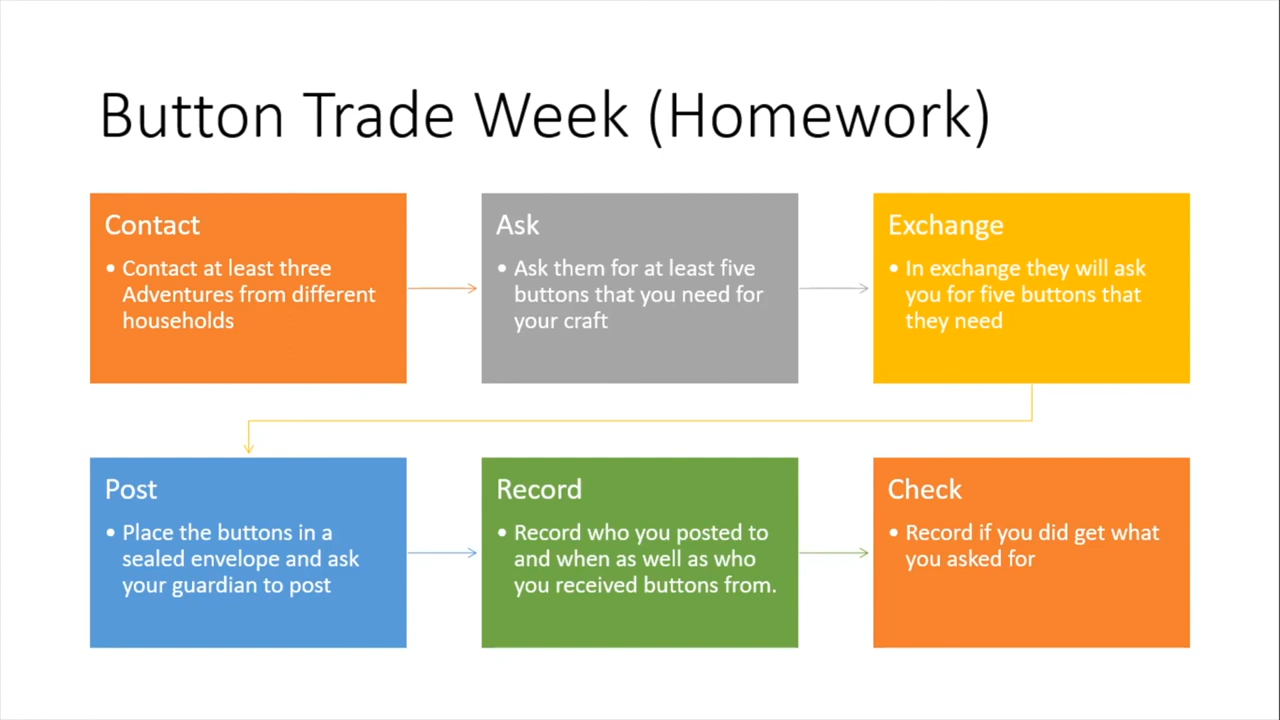 Button Trade Week (Homework)
Contact
• Contact at least three
Adventures from different
households
Ask
• Ask them for at least five
buttons that you need for
your craft
Exchange
• In exchange they will ask
you for five buttons that
they need
Post
• Place the buttons in a
sealed envelope and ask
your guardian to post
Record
• Record who you posted to
and when as well as who
you received buttons from.
Check
• Record if you did get what
you asked for